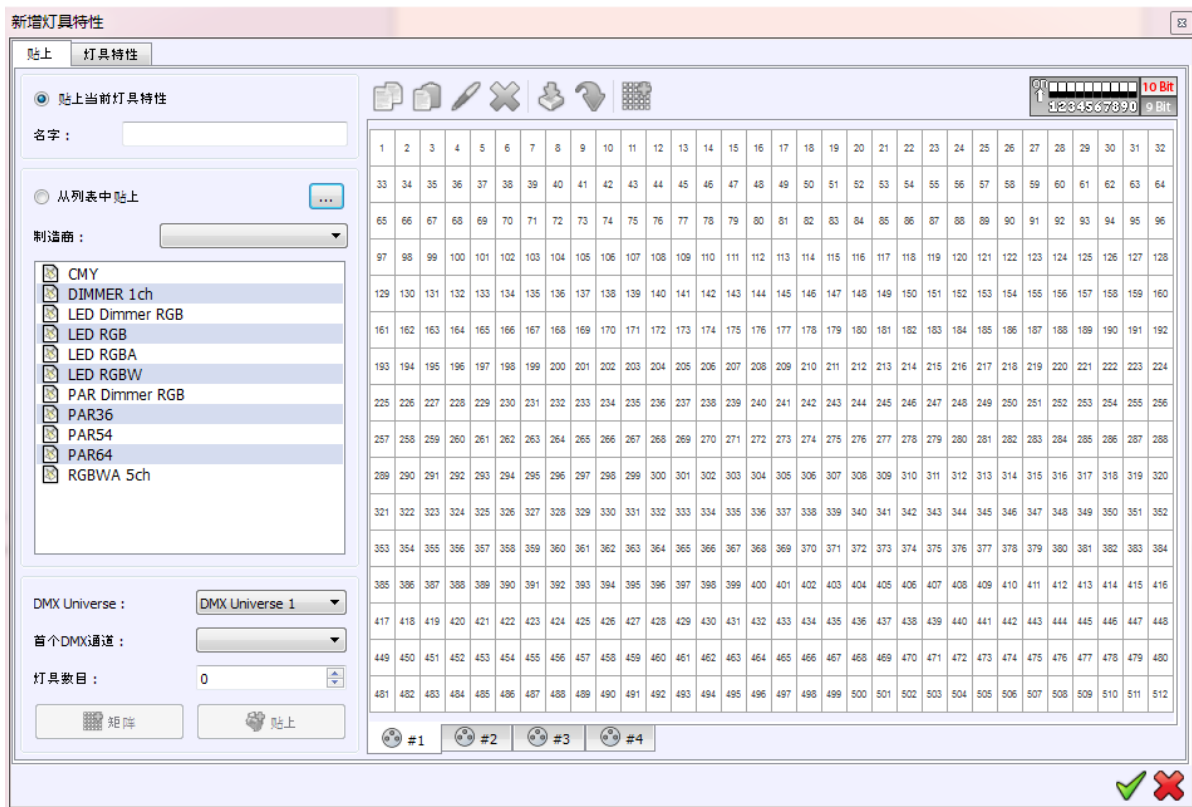 新增灯具特性
贴上 灯具特性
贴上当前灯具特性
名字：
从列表中贴上 ...
制造商：
CMY
DIMMER 1ch
LED Dimmer RGB
LED RGB
LED RGBA
LED RGBW
PAR Dimmer RGB
PAR36
PAR54
PAR64
RGBWA 5ch
DMX Universe： DMX Universe 1
首个DMX通道：
灯具数目： 0
矩阵 贴上
ON 1234567890 10 Bit 9 Bit
1 2 3 4 5 6 7 8 9 10 11 12 13 14 15 16 17 18 19 20 21 22 23 24 25 26 27 28 29 30 31 32
33 34 35 36 37 38 39 40 41 42 43 44 45 46 47 48 49 50 51 52 53 54 55 56 57 58 59 60 61 62 63 64
65 66 67 68 69 70 71 72 73 74 75 76 77 78 79 80 81 82 83 84 85 86 87 88 89 90 91 92 93 94 95 96
97 98 99 100 101 102 103 104 105 106 107 108 109 110 111 112 113 114 115 116 117 118 119 120 121 122 123 124 125 126 127 128
129 130 131 132 133 134 135 136 137 138 139 140 141 142 143 144 145 146 147 148 149 150 151 152 153 154 155 156 157 158 159 160
161 162 163 164 165 166 167 168 169 170 171 172 173 174 175 176 177 178 179 180 181 182 183 184 185 186 187 188 189 190 191 192
193 194 195 196 197 198 199 200 201 202 203 204 205 206 207 208 209 210 211 212 213 214 215 216 217 218 219 220 221 222 223 224
225 226 227 228 229 230 231 232 233 234 235 236 237 238 239 240 241 242 243 244 245 246 247 248 249 250 251 252 253 254 255 256
257 258 259 260 261 262 263 264 265 266 267 268 269 270 271 272 273 274 275 276 277 278 279 280 281 282 283 284 285 286 287 288
289 290 291 292 293 294 295 296 297 298 299 300 301 302 303 304 305 306 307 308 309 310 311 312 313 314 315 316 317 318 319 320
321 322 323 324 325 326 327 328 329 330 331 332 333 334 335 336 337 338 339 340 341 342 343 344 345 346 347 348 349 350 351 352
353 354 355 356 357 358 359 360 361 362 363 364 365 366 367 368 369 370 371 372 373 374 375 376 377 378 379 380 381 382 383 384
385 386 387 388 389 390 391 392 393 394 395 396 397 398 399 400 401 402 403 404 405 406 407 408 409 410 411 412 413 414 415 416
417 418 419 420 421 422 423 424 425 426 427 428 429 430 431 432 433 434 435 436 437 438 439 440 441 442 443 444 445 446 447 448
449 450 451 452 453 454 455 456 457 458 459 460 461 462 463 464 465 466 467 468 469 470 471 472 473 474 475 476 477 478 479 480
481 482 483 484 485 486 487 488 489 490 491 492 493 494 495 496 497 498 499 500 501 502 503 504 505 506 507 508 509 510 511 512
#1 #2 #3 #4